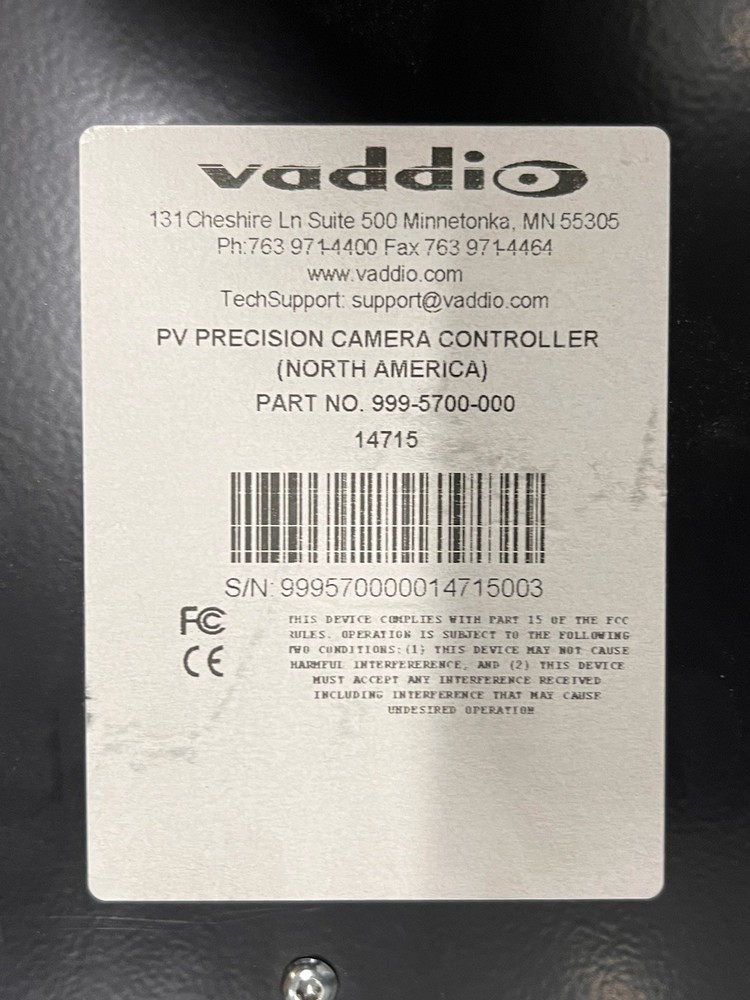 vaddio
131 Cheshire Ln Suite 500 Minnetonka, MN 55305
Ph:763 971-4400 Fax 763 971-4464
www.vaddio.com
TechSupport: support@vaddio.com
PV PRECISION CAMERA CONTROLLER
(NORTH AMERICA)
PART NO. 999-5700-000
14715
S/N: 999570000014715003
FC
CE
THIS DEVICE COMPLIES WITH PART 15 OF THE FCC
RULES. OPERATION IS SUBJECT TO THE FOLLOWING
TWO CONDITIONS:(1) THIS DEVICE MAY NOT CAUSE
HARMFUL INTERFERERENCE, AND (2) THIS DEVICE
MUST ACCEPT ANY INTERFERENCE RECEIVED
INCLUDING INTERFERENCE THAT MAY CAUSE
UNDESIRED OPERATION